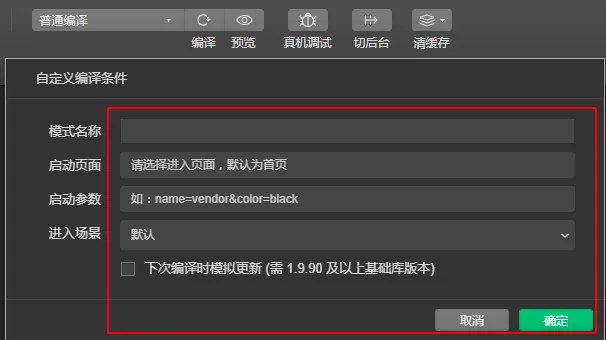 普通编译
编译 预览 真机调试 切后台 清缓存
自定义编译条件
模式名称
启动页面 请选择进入页面，默认为首页
启动参数 如：name=vendor&color=black
进入场景 默认
下次编译时模拟更新 (需 1.9.90 及以上基础库版本)
取消 确定